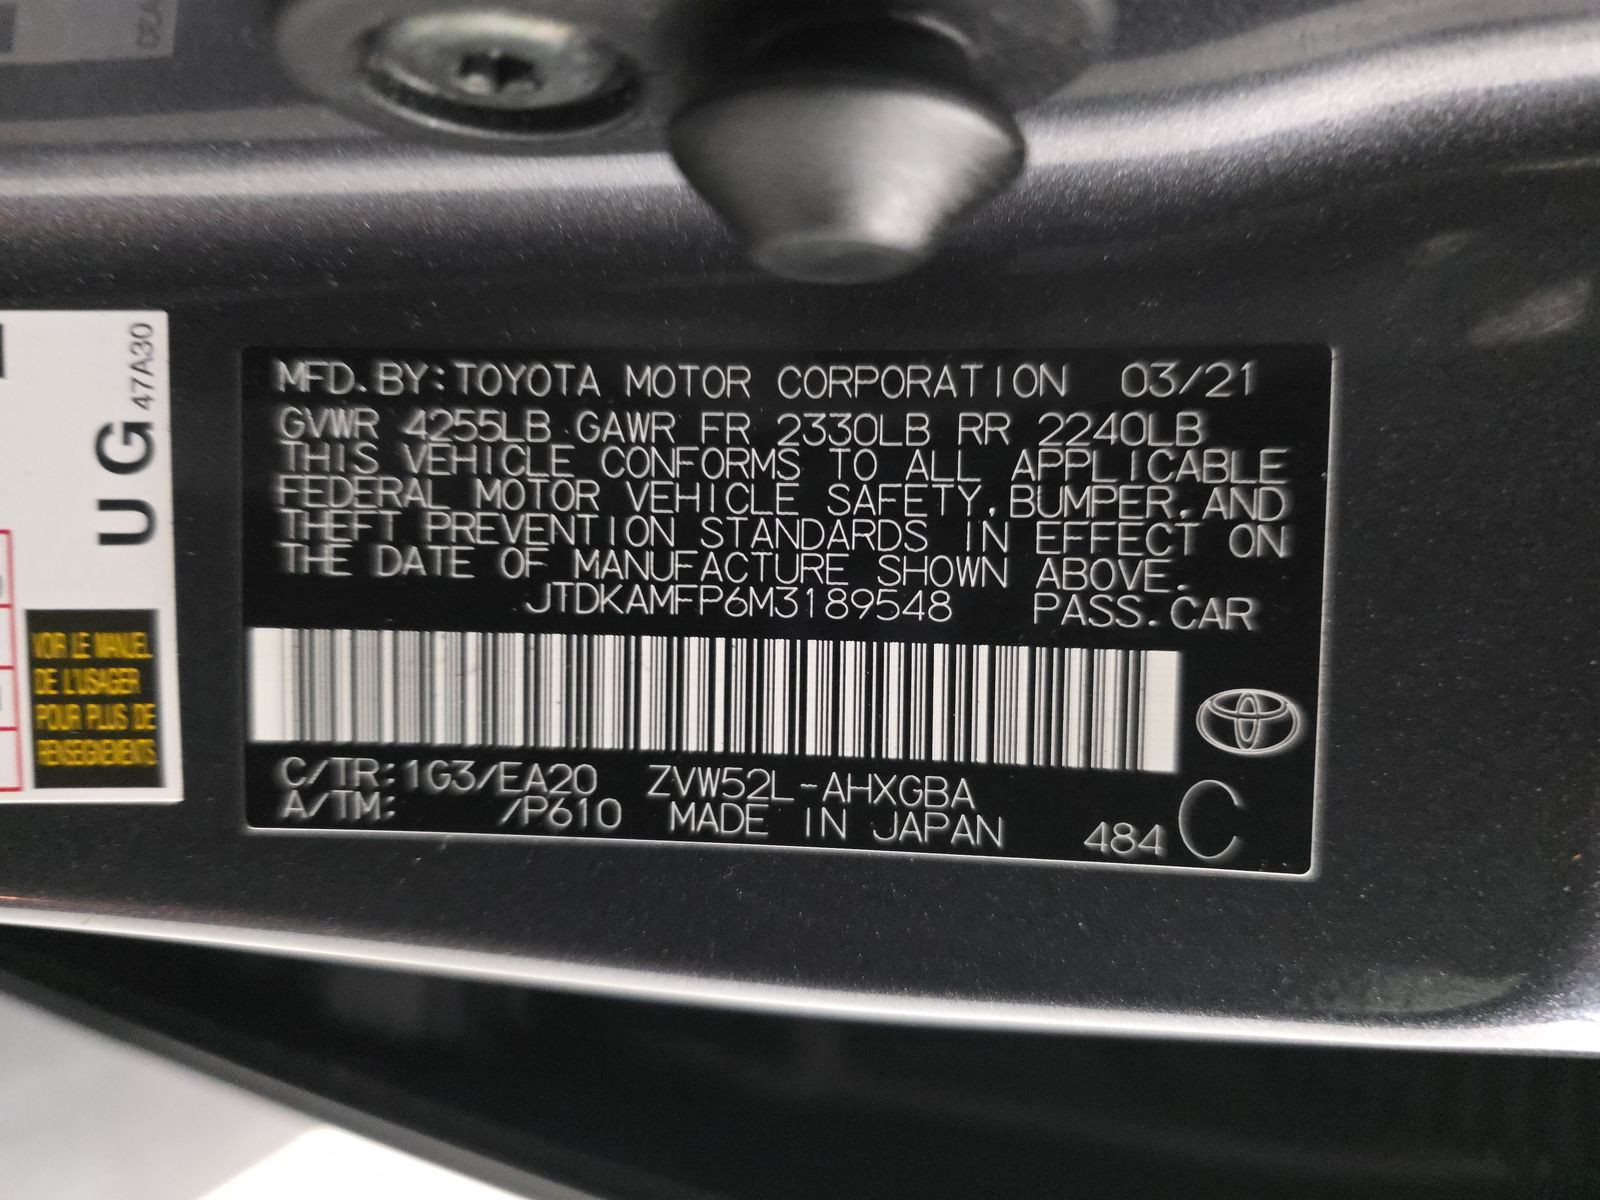 UG
47A30
VOIR LE MANUEL
DE L'USAGER
POUR PLUS DE
RENSEIGNEMENTS
MFD.BY:TOYOTA MOTOR CORPORATION 03/21
GVWR 4255LB GAWR FR 2330LB RR 2240LB
THIS VEHICLE CONFORMS TO ALL APPLICABLE
FEDERAL MOTOR VEHICLE SAFETY,BUMPER,AND
THEFT PREVENTION STANDARDS IN EFFECT ON
THE DATE OF MANUFACTURE SHOWN ABOVE.
JTDKAMFP6M3189548 PASS.CAR
C/TR:1G3/EA20 ZVW52L-AHXGBA
A/TM: /P610 MADE IN JAPAN 484 C